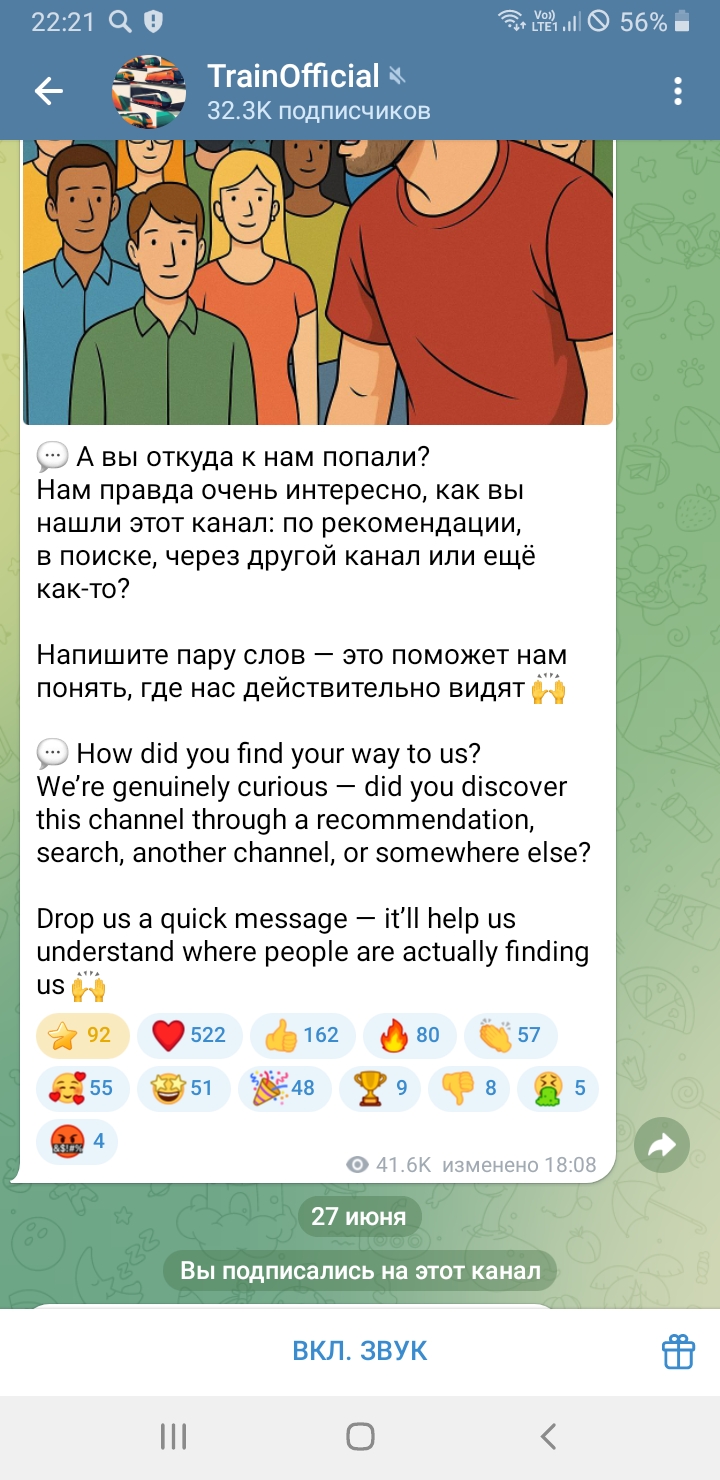 22:21 Vo) LTE1 56%
TrainOfficial
32.3K подписчиков
А вы откуда к нам попали?
Нам правда очень интересно, как вы
нашли этот канал: по рекомендации,
в поиске, через другой канал или ещё
как-то?
Напишите пару слов — это поможет нам
понять, где нас действительно видят 🙌
💬 How did you find your way to us?
We’re genuinely curious — did you discover
this channel through a recommendation,
search, another channel, or somewhere else?
Drop us a quick message — it’ll help us
understand where people are actually finding
us 🙌
92 522 162 80 57
55 51 48 9 8 5
&$!#% 4
41.6K изменено 18:08
27 июня
Вы подписались на этот канал
ВКЛ. ЗВУК